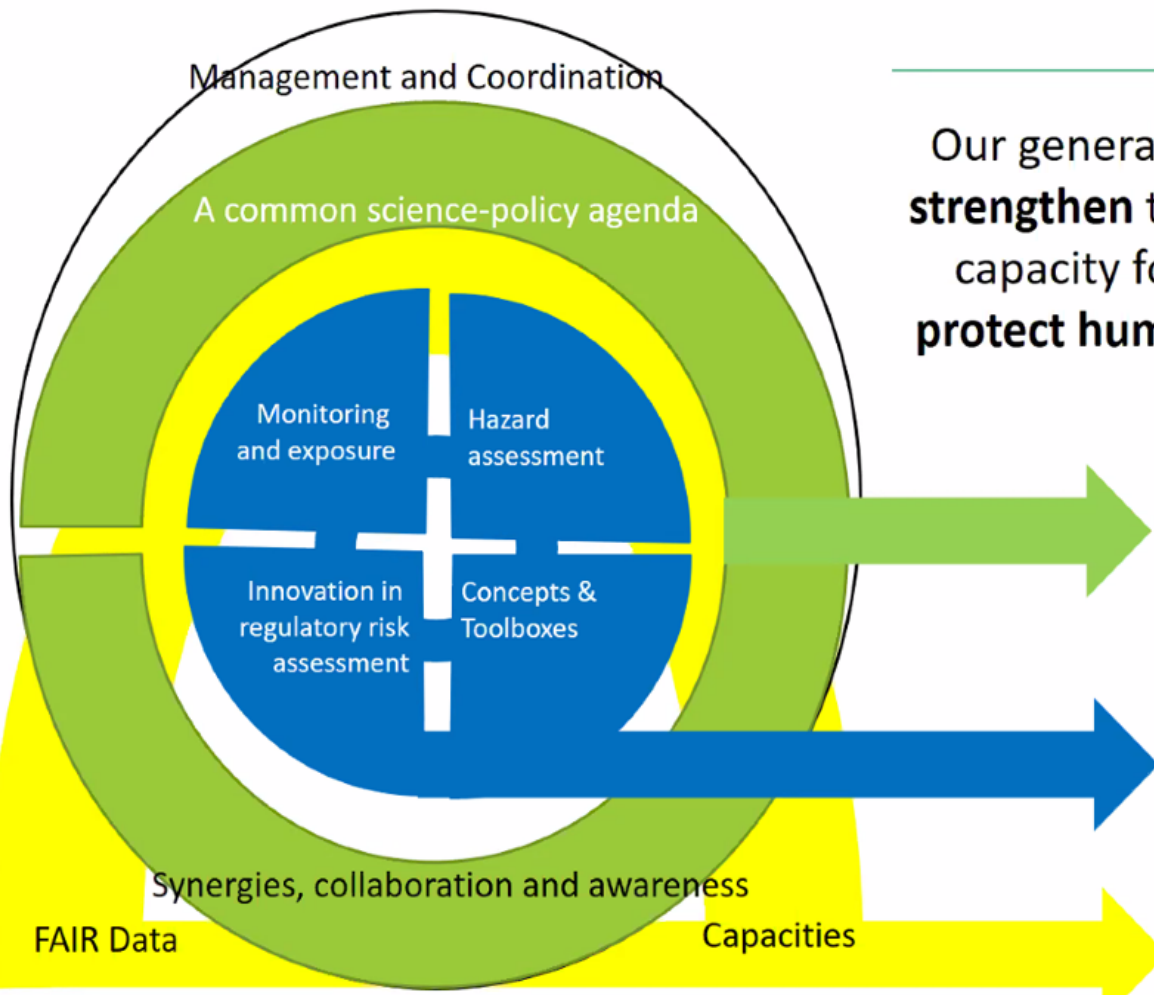 Management and Coordination
A common science-policy agenda
Monitoring
and exposure
Hazard
assessment
Innovation in
regulatory risk
assessment
Concepts &
Toolboxes
Synergies, collaboration and awareness
FAIR Data
Capacities
Our genera
strengthen t
capacity fo
protect hum